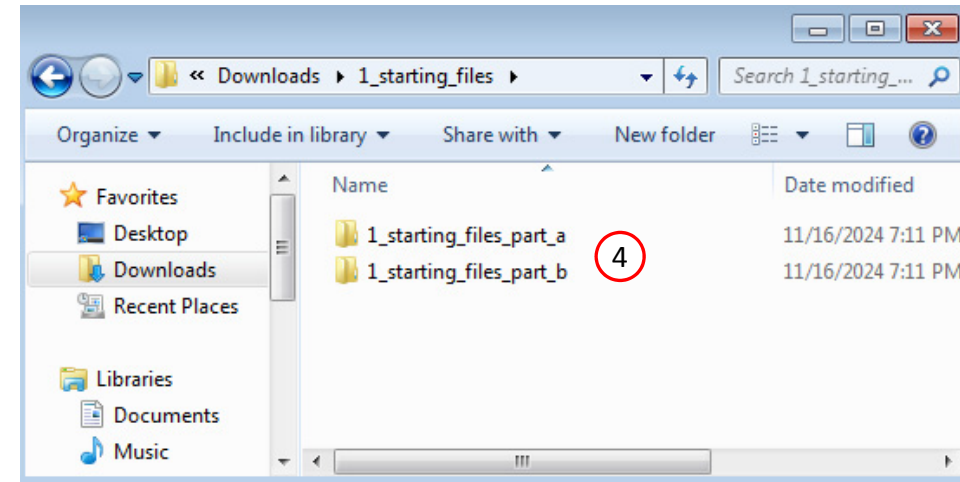 « Downloads ▸ 1_starting_files ▸ Search 1_starting_...
Organize Include in library Share with New folder
Favorites
Desktop
Downloads
Recent Places
Libraries
Documents
Music
Name Date modified
1_starting_files_part_a 11/16/2024 7:11 PM
1_starting_files_part_b 11/16/2024 7:11 PM
4